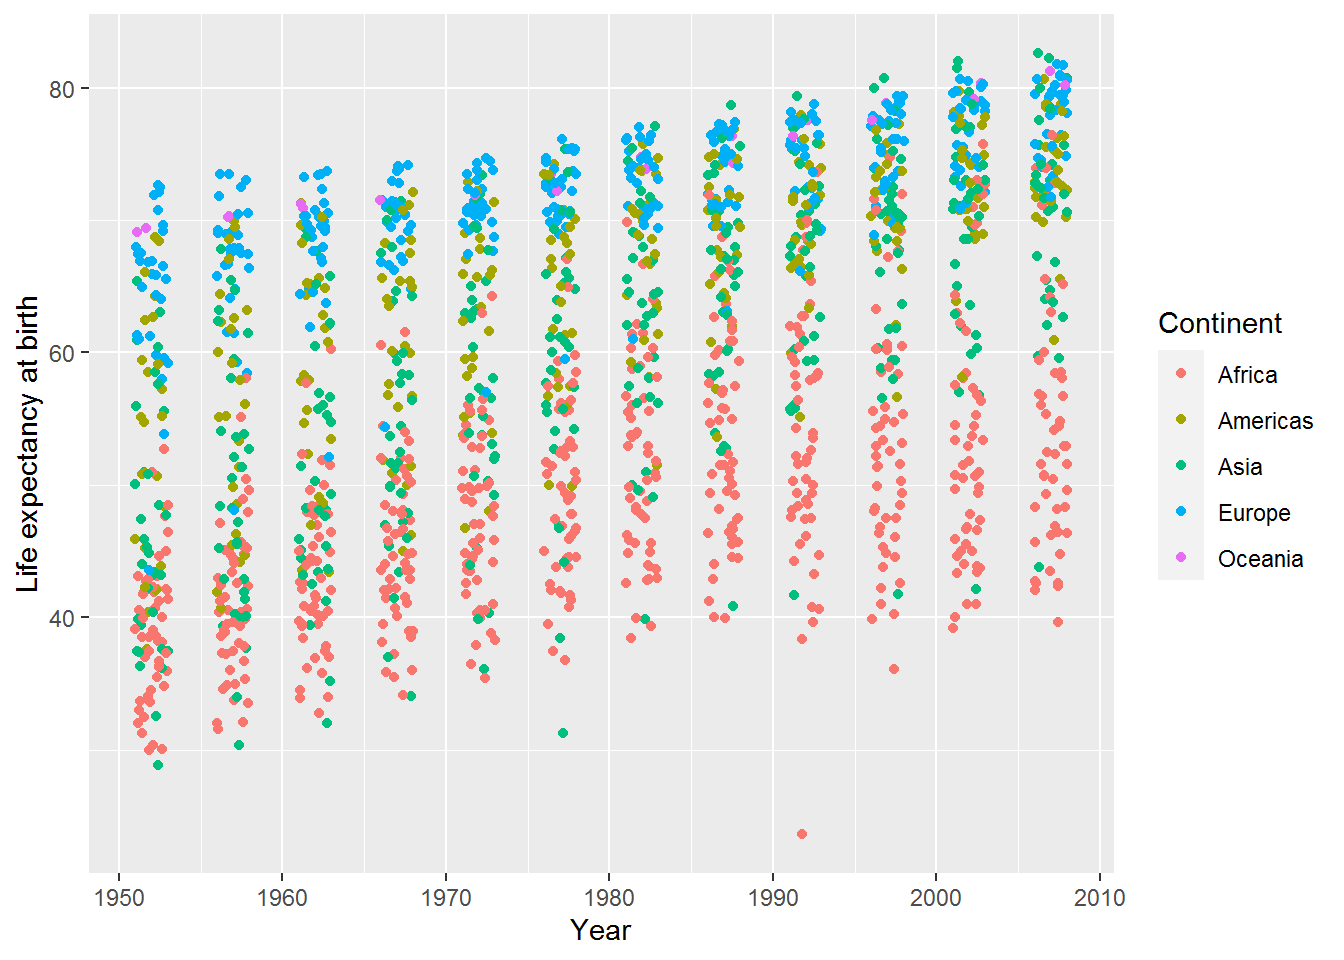 80
60
40
Life expectancy at birth
1950 1960 1970 1980 1990 2000 2010
Year
Continent
Africa
Americas
Asia
Europe
Oceania